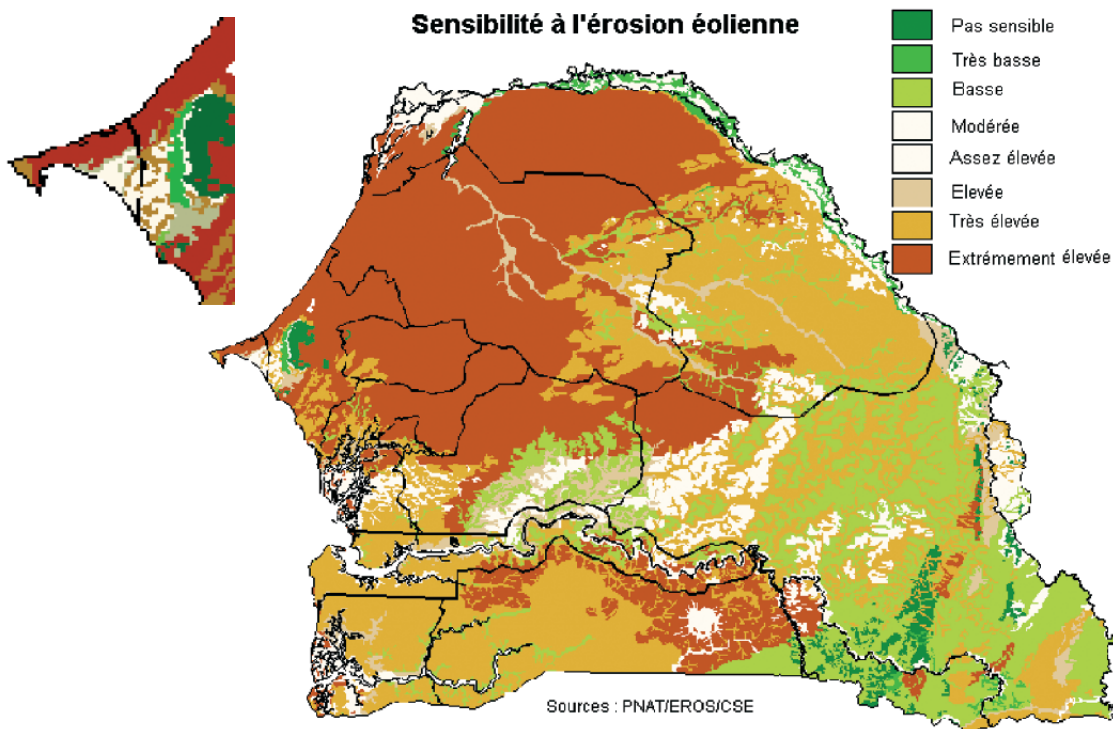 Sensibilité à l'érosion éolienne
Pas sensible
Très basse
Basse
Modérée
Assez élevée
Elevée
Très élevée
Extrémement élevée
Sources : PNAT/EROS/CSE